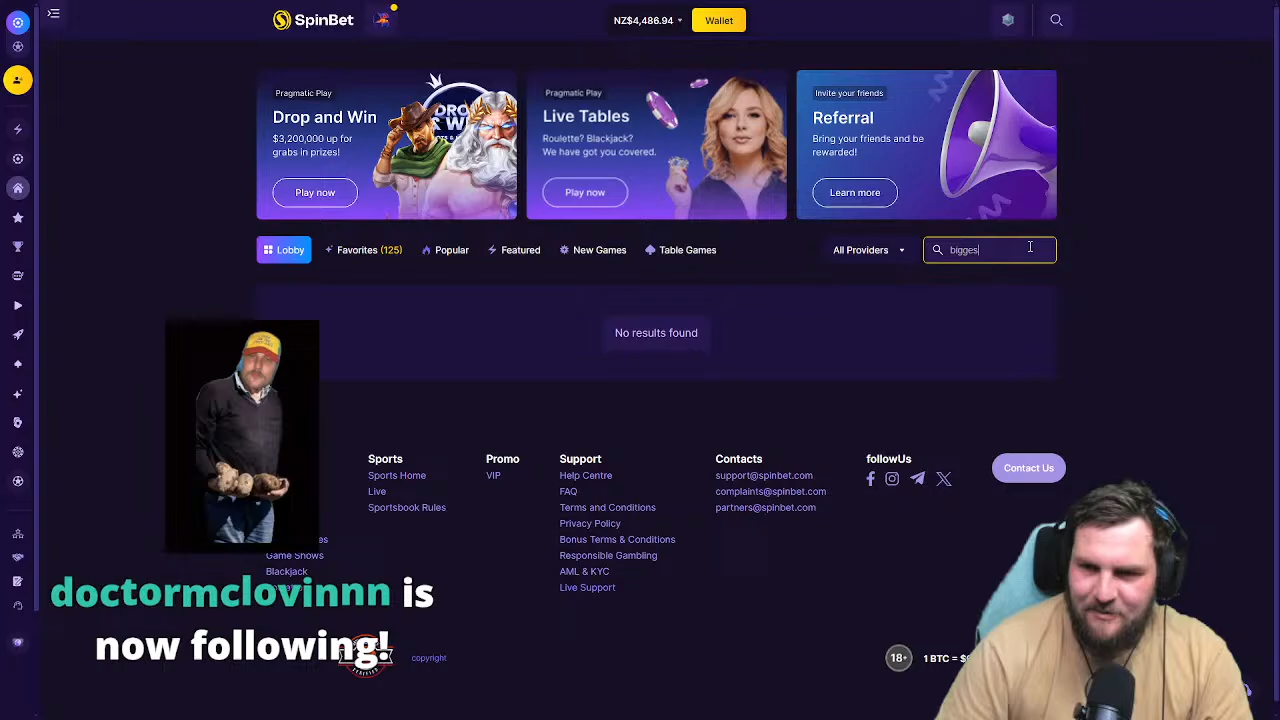 SpinBet
NZ$4,486.94
Wallet
Pragmatic Play
Drop and Win
$3,200,000 up for
grabs in prizes!
Play now
Pragmatic Play
Live Tables
Roulette? Blackjack?
We have got you covered.
Play now
Invite your friends
Referral
Bring your friends and be
rewarded!
Learn more
Lobby
Favorites (125)
Popular
Featured
New Games
Table Games
All Providers
bigges
No results found
Sports
Sports Home
Live
Sportsbook Rules
Promo
VIP
Support
Help Centre
FAQ
Terms and Conditions
Privacy Policy
Bonus Terms & Conditions
Responsible Gambling
AML & KYC
Live Support
Contacts
support@spinbet.com
complaints@spinbet.com
partners@spinbet.com
followUs
Contact Us
Game Shows
Blackjack
doctormclovinnn is
now following!
copyright
18+
1 BTC =